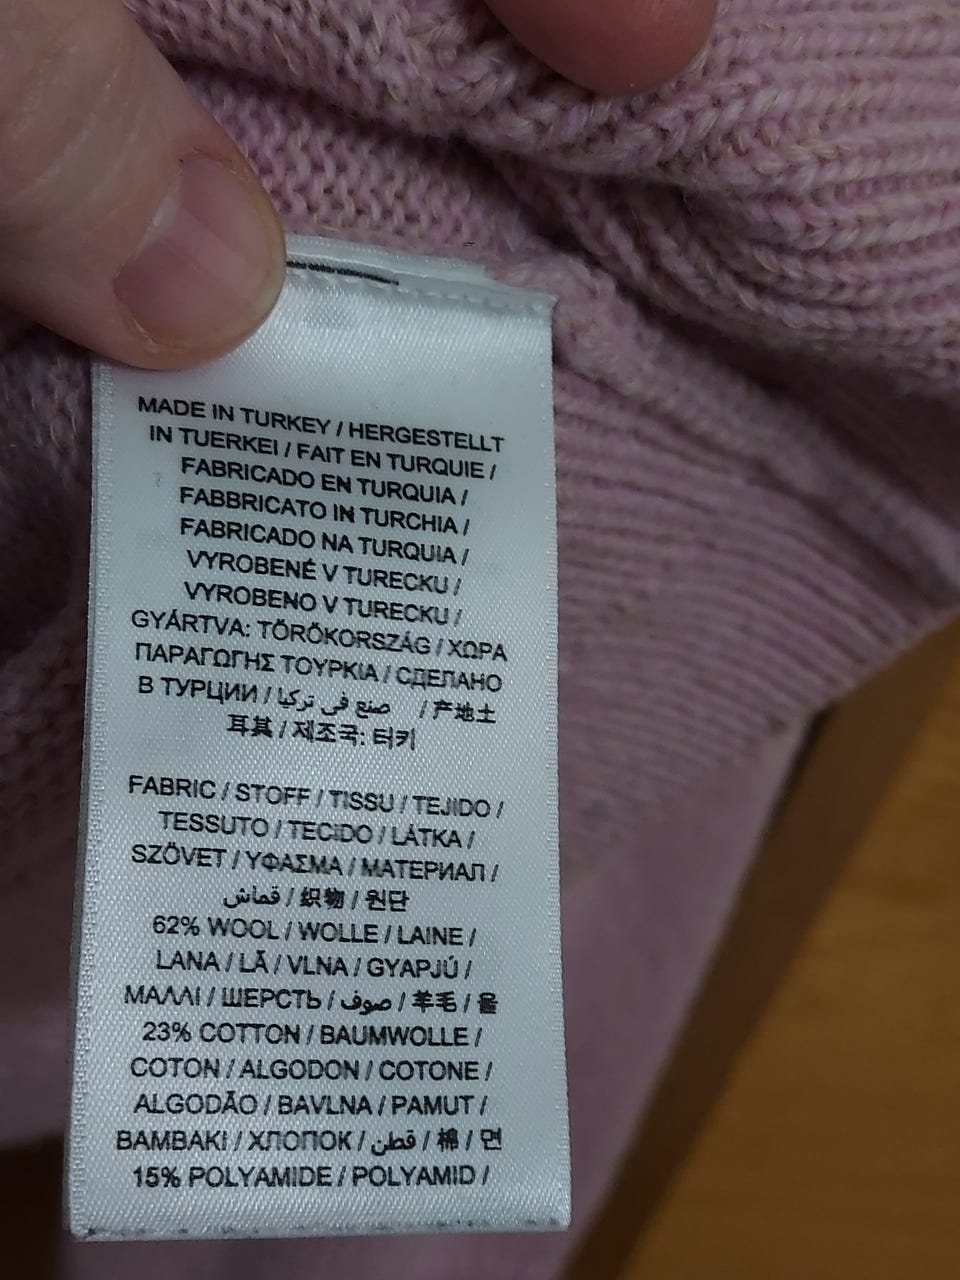 MADE IN TURKEY / HERGESTELLT
IN TUERKEI / FAIT EN TURQUIE /
FABRICADO EN TURQUIA /
FABBRICATO IN TURCHIA /
FABRICADO NA TURQUIA /
VYROBENÉ V TURECKU /
VYROBENO V TURECKU /
GYÁRTVA: TÖRÖKORSZÁG / ΧΩΡΑ
ΠΑΡΑΓΩΓΗΣ ΤΟΥΡΚΙΑ / СДЕЛАНО
В ТУРЦИИ / صنع في تركيا / 产地土
耳其 / 제조국: 터키
FABRIC / STOFF / TISSU / TEJIDO /
TESSUTO / TECIDO / LÁTKA /
SZÖVET / ΥΦΑΣΜΑ / МАТЕРИАЛ /
قماش / 织物 / 원단
62% WOOL / WOLLE / LAINE /
LANA / LÃ / VLNA / GYAPJÚ /
ΜΑΛΛΙ / ШЕРСТЬ / صوف / 羊毛 / 울
23% COTTON / BAUMWOLLE /
COTON / ALGODON / COTONE /
ALGODÃO / BAVLNA / PAMUT /
ΒΑΜΒΑΚΙ / ХЛОПОК / قطن / 棉 / 면
15% POLYAMIDE / POLYAMID /